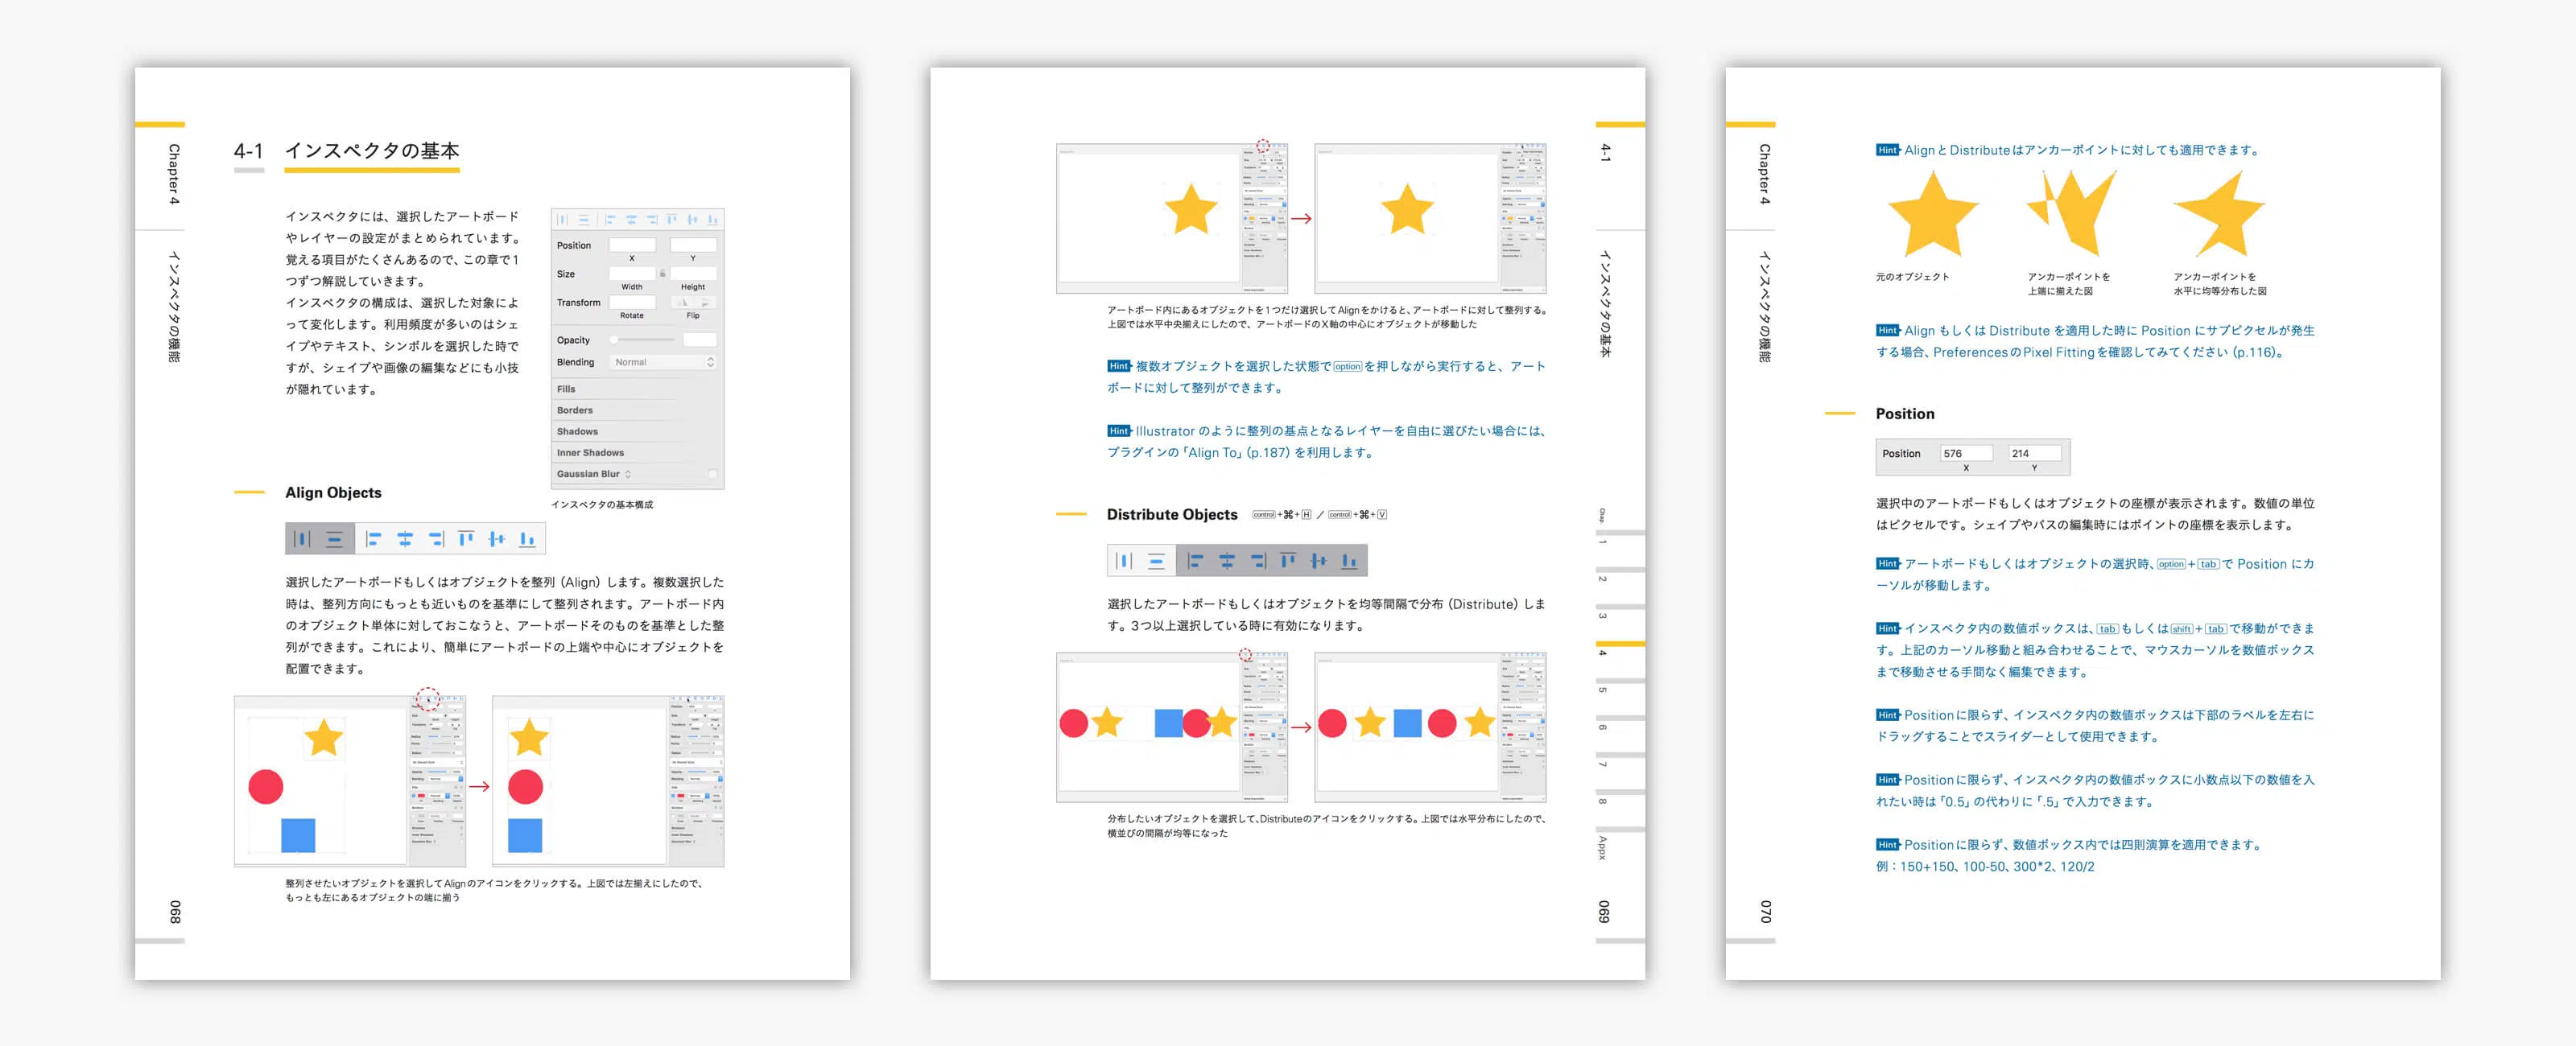 Chapter 4
インスペクタの機能
068
4-1 インスペクタの基本
インスペクタには、選択したアートボード
やレイヤーの設定がまとめられています。
覚える項目がたくさんあるので、この章で1
つずつ解説していきます。
インスペクタの構成は、選択した対象によ
って変化します。利用頻度が多いのはシェ
イプやテキスト、シンボルを選択した時で
すが、シェイプや画像の編集などにも小技
が隠れています。
Position
X Y
Size
Width Height
Transform
Rotate Flip
Opacity
Blending Normal
Fills
Borders
Shadows
Inner Shadows
Gaussian Blur
インスペクタの基本構成
Align Objects
選択したアートボードもしくはオブジェクトを整列（Align）します。複数選択した
時は、整列方向にもっとも近いものを基準にして整列されます。アートボード内
のオブジェクト単体に対しておこなうと、アートボードそのものを基準とした整
列ができます。これにより、簡単にアートボードの上端や中心にオブジェクトを
配置できます。
整列させたいオブジェクトを選択してAlignのアイコンをクリックする。上図では左揃えにしたので、
もっとも左にあるオブジェクトの端に揃う
アートボード内にあるオブジェクトを1つだけ選択してAlignをかけると、アートボードに対して整列する。
上図では水平中央揃えにしたので、アートボードのX軸の中心にオブジェクトが移動した
Hint 複数オブジェクトを選択した状態でoptionを押しながら実行すると、アート
ボードに対して整列ができます。
Hint Illustrator のように整列の基点となるレイヤーを自由に選びたい場合には、
プラグインの「Align To」（p.187）を利用します。
Distribute Objects control+⌘+H / control+⌘+V
選択したアートボードもしくはオブジェクトを均等間隔で分布（Distribute）しま
す。3つ以上選択している時に有効になります。
分布したいオブジェクトを選択して、Distributeのアイコンをクリックする。上図では水平分布にしたので、
横並びの間隔が均等になった
4-1
インスペクタの基本
Chap.
1
2
3
4
5
6
7
8
Appx
069
Chapter 4
インスペクタの機能
070
Hint AlignとDistributeはアンカーポイントに対しても適用できます。
元のオブジェクト
アンカーポイントを
上端に揃えた図
アンカーポイントを
水平に均等分布した図
Hint Align もしくは Distribute を適用した時に Position にサブピクセルが発生
する場合、PreferencesのPixel Fittingを確認してみてください（p.116）。
Position
Position 576 214
X Y
選択中のアートボードもしくはオブジェクトの座標が表示されます。数値の単位
はピクセルです。シェイプやパスの編集時にはポイントの座標を表示します。
Hint アートボードもしくはオブジェクトの選択時、option+tabで Position にカ
ーソルが移動します。
Hint インスペクタ内の数値ボックスは、tabもしくはshift+tabで移動ができま
す。上記のカーソル移動と組み合わせることで、マウスカーソルを数値ボックス
まで移動させる手間なく編集できます。
Hint Positionに限らず、インスペクタ内の数値ボックスは下部のラベルを左右に
ドラッグすることでスライダーとして使用できます。
Hint Positionに限らず、インスペクタ内の数値ボックスに小数点以下の数値を入
れたい時は「0.5」の代わりに「.5」で入力できます。
Hint Positionに限らず、数値ボックス内では四則演算を適用できます。
例：150+150、100-50、300*2、120/2